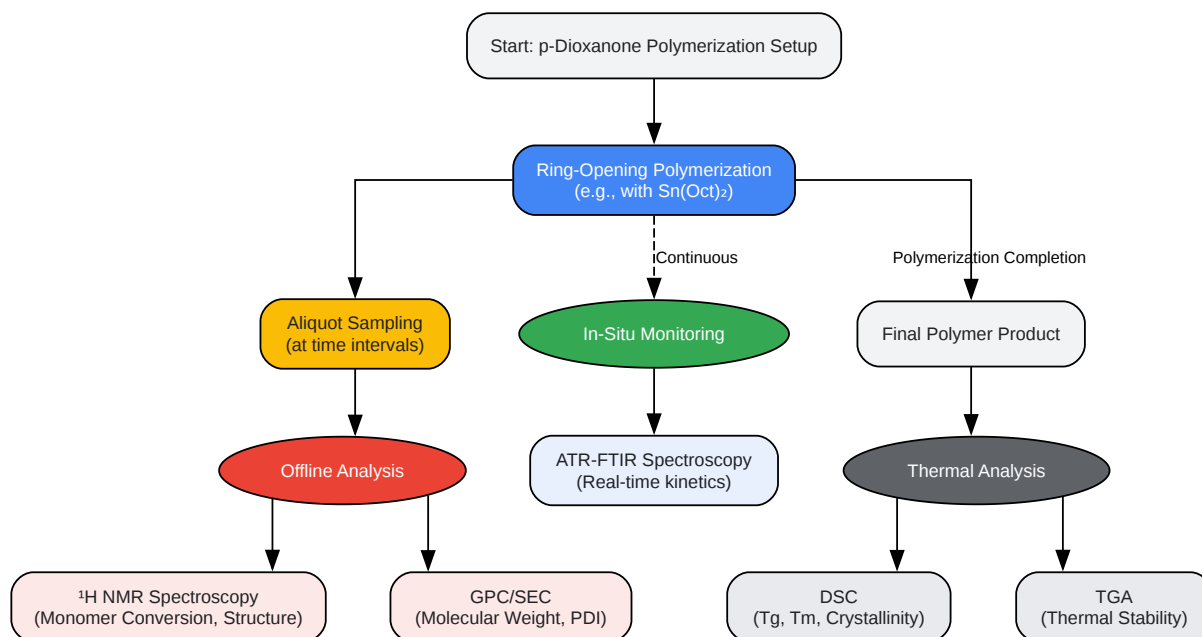 Start: p-Dioxanone Polymerization Setup
Ring-Opening Polymerization
(e.g., with Sn(Oct)₂)
Continuous
Polymerization Completion
Aliquot Sampling
(at time intervals)
In-Situ Monitoring
Final Polymer Product
Offline Analysis
ATR-FTIR Spectroscopy
(Real-time kinetics)
Thermal Analysis
¹H NMR Spectroscopy
(Monomer Conversion, Structure)
GPC/SEC
(Molecular Weight, PDI)
DSC
(Tg, Tm, Crystallinity)
TGA
(Thermal Stability)